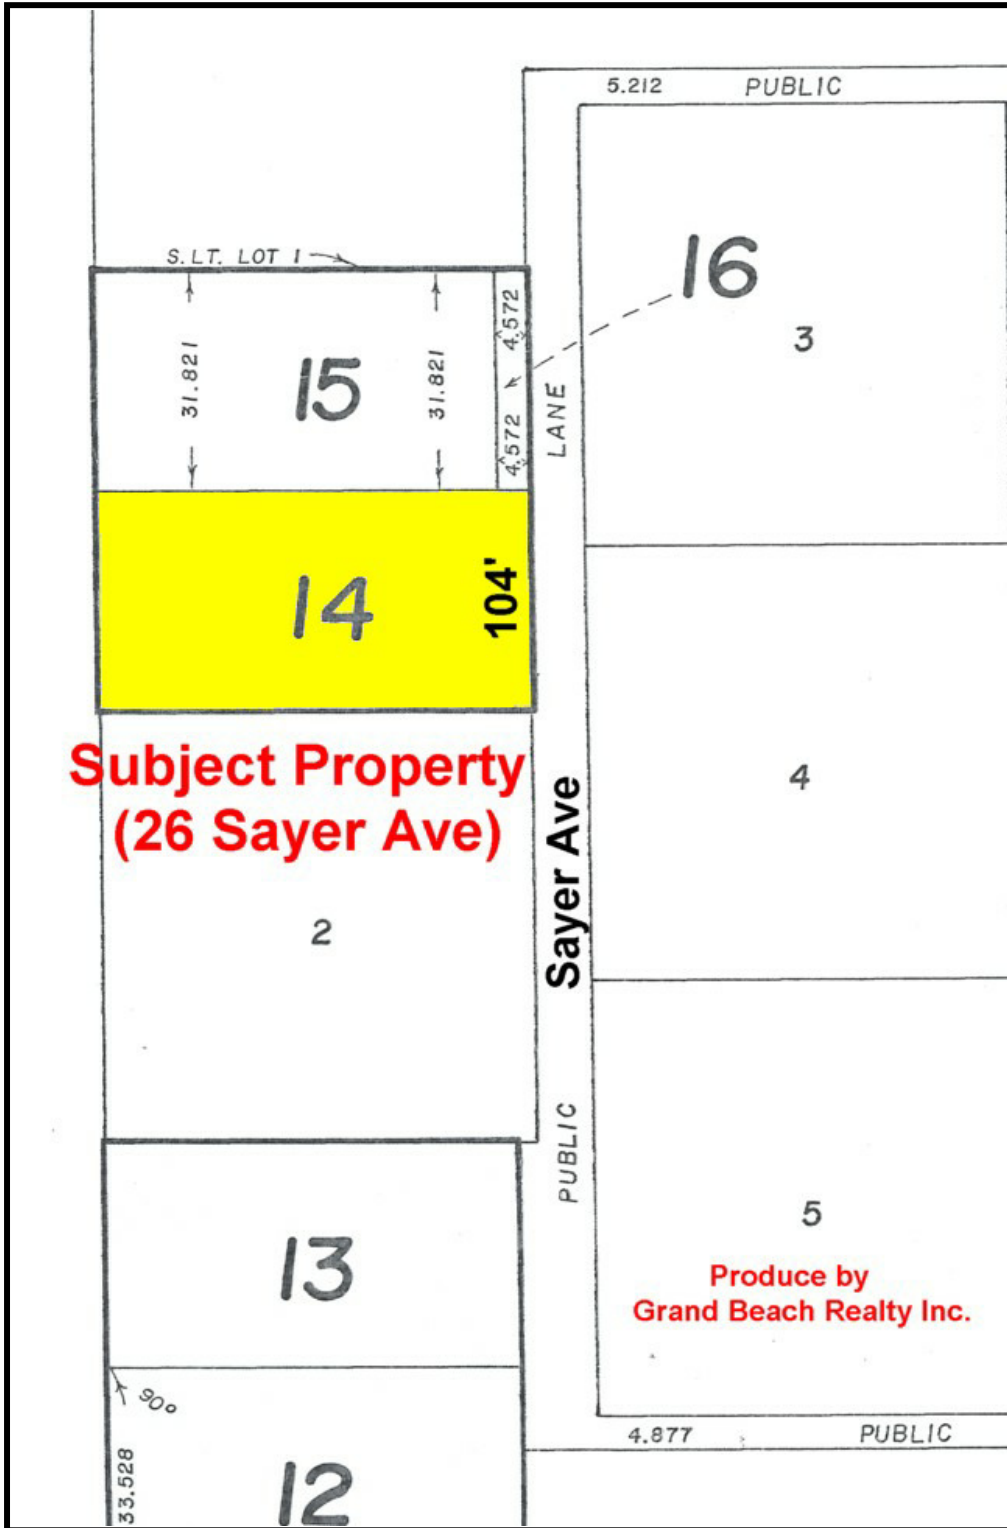 5.212 PUBLIC
S.LT. LOT 1
16
3
4.572
31.821
15
31.821
4.572
LANE
14
104'
Subject Property
(26 Sayer Ave)
Sayer Ave
4
2
PUBLIC
5
13
Produce by
Grand Beach Realty Inc.
90°
4.877 PUBLIC
33.528
12